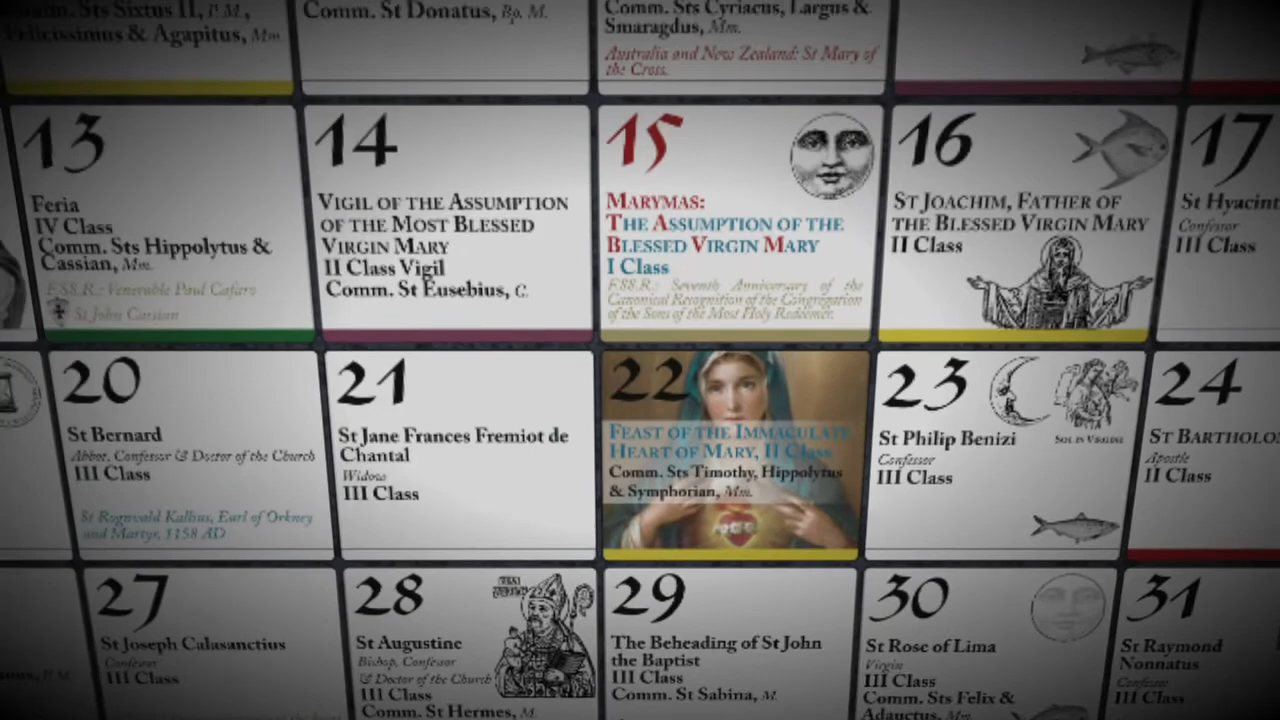 Comm. Sts Sixtus II, P. M.,
Felicissimus & Agapitus, Mm
Comm. St Donatus, Bp. M.
Comm. Sts Cyriacus, Largus &
Smaragdus, Mm.
Australia and New Zealand: St Mary of
the Cross.
13
Feria
IV Class
Comm. Sts Hippolytus &
Cassian, Mm.
F.SS.R.: Venerable Paul Cafaro
St John Cassian
14
Vigil of the Assumption
of the Most Blessed
Virgin Mary
II Class Vigil
Comm. St Eusebius, C.
15
Marymas:
The Assumption of the
Blessed Virgin Mary
I Class
F.SS.R.: Seventh Anniversary of the
Canonical Recognition of the Congregation
of the Sons of the Most Holy Redeemer.
16
St Joachim, Father of
the Blessed Virgin Mary
II Class
17
St Hyacint
Confessor
III Class
20
St Bernard
Abbot, Confessor & Doctor of the Church
III Class
St Rognvald Kallius, Earl of Orkney
and Martyr, 1158 AD
21
St Jane Frances Fremiot de
Chantal
Widow
III Class
22
Feast of the Immaculate
Heart of Mary, II Class
Comm. Sts Timothy, Hippolytus
& Symphorian, Mm.
23
Sol in Virgine
St Philip Benizi
Confessor
III Class
24
St Bartholo
Apostle
II Class
27
St Joseph Calasanctius
Confessor
III Class
28
St Augustine
Bishop, Confessor
& Doctor of the Church
III Class
Comm. St Hermes, M.
29
The Beheading of St John
the Baptist
III Class
Comm. St Sabina, M.
30
St Rose of Lima
Virgin
III Class
Comm. Sts Felix &
Adauctus, Mm.
31
St Raymond
Nonnatus
Confessor
III Class